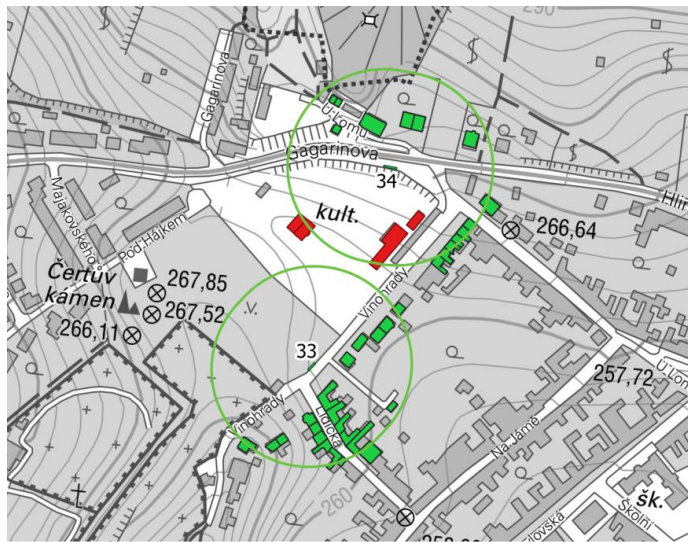 290
Gagarinova
U Lomu
Gagarinova
34
Hlin
Majakovského
kult.
266,64
Pod Hájkem
Čertův
kámen
267,85
267,52
266,11
Vinohrady
33
257,72
U Lom
Vinohrady
Lidická
Na Jámě
260
šk.
Školní